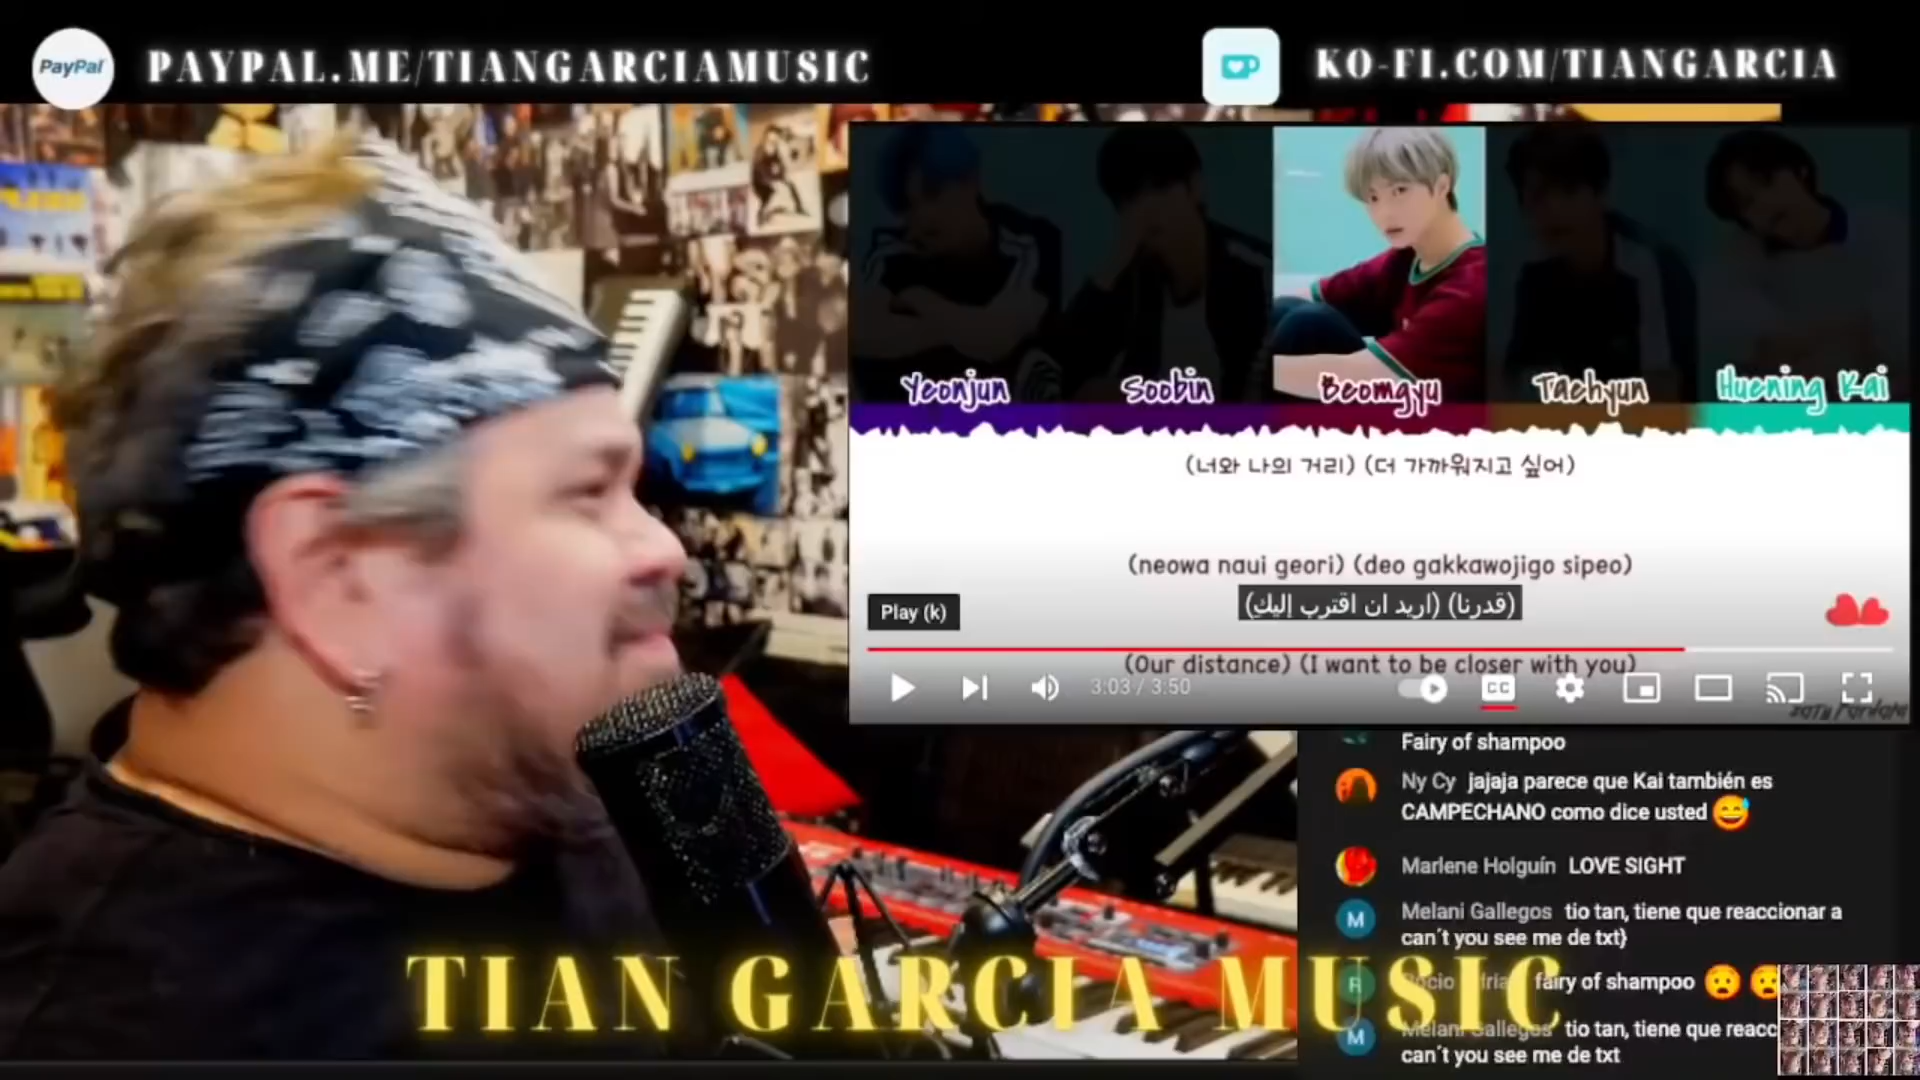 PayPal
PAYPAL.ME/TIANGARCIAMUSIC
KO-FI.COM/TIANGARCIA
Yeonjun
Soobin
Beomgyu
Taehyun
Huening Kai
(너와 나의 거리) (더 가까워지고 싶어)
(neowa naui geori) (deo gakkawojigo sipeo)
(قدرنا) (اريد ان اقترب إليك)
Play (k)
(Our distance) (I want to be closer with you)
3:03 / 3:50
CC
Fairy of shampoo
Ny Cy jajaja parece que Kai también es
CAMPECHANO como dice usted 😅
Marlene Holguín LOVE SIGHT
M
Melani Gallegos tio tan, tiene que reaccionar a
can´t you see me de txt}
R
fairy of shampoo 😧 😧
M
Melani Gallegos tio tan, tiene que reacc
can´t you see me de txt
TIAN GARCIA MUSIC